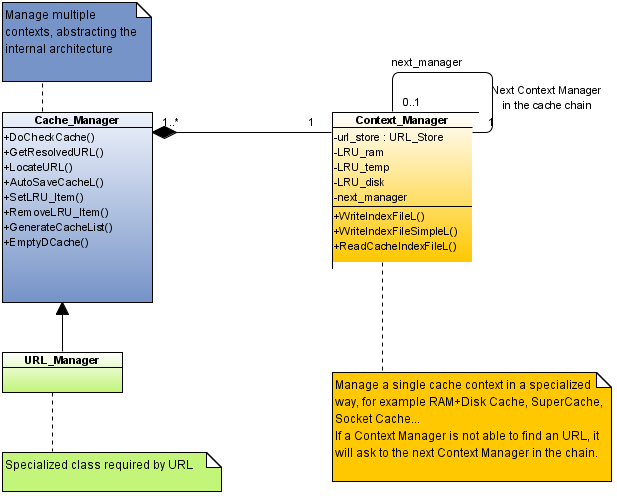 Manage multiple
contexts, abstracting the
internal architecture
next_manager
Next Context Manager
in the cache chain
0..1
Cache_Manager
1..*
1
Context_Manager
1
+DoCheckCache()
+GetResolvedURL()
+LocateURL()
+AutoSaveCacheL()
+SetLRU_Item()
+RemoveLRU_Item()
+GenerateCacheList()
+EmptyDCache()
-url_store : URL_Store
-LRU_ram
-LRU_temp
-LRU_disk
-next_manager
+WriteIndexFileL()
+WriteIndexFileSimpleL()
+ReadCacheIndexFileL()
URL_Manager
Manage a single cache context in a specialized
way, for example RAM+Disk Cache, SuperCache,
Socket Cache...
If a Context Manager is not able to find an URL, it
will ask to the next Context Manager in the chain.
Specialized class required by URL